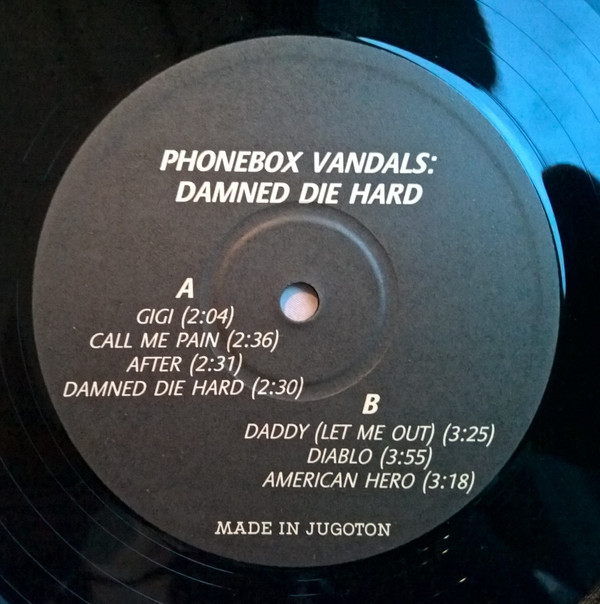 PHONEBOX VANDALS:
DAMNED DIE HARD
A
GIGI (2:04)
CALL ME PAIN (2:36)
AFTER (2:31)
DAMNED DIE HARD (2:30)
B
DADDY (LET ME OUT) (3:25)
DIABLO (3:55)
AMERICAN HERO (3:18)
MADE IN JUGOTON